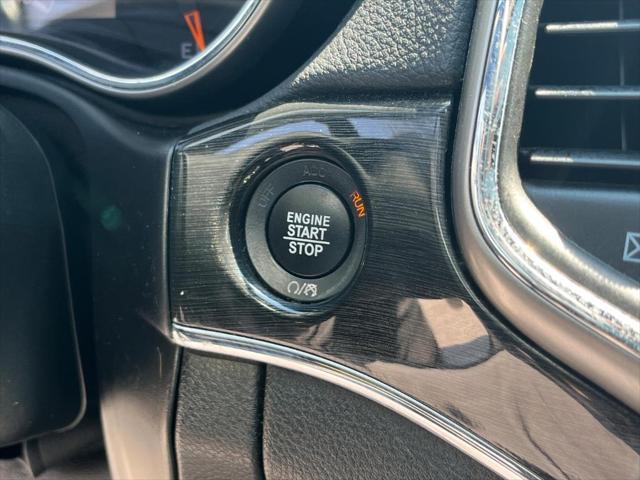 E
ACC
OFF
RUN
ENGINE
START
STOP